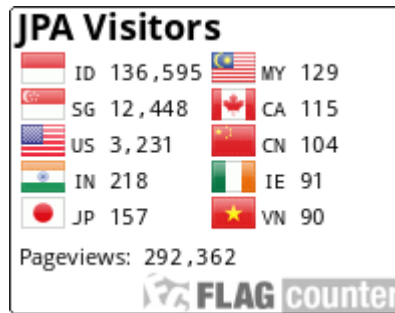 JPA Visitors
ID 136,595 MY 129
SG 12,448 CA 115
US 3,231 CN 104
IN 218 IE 91
JP 157 VN 90
Pageviews: 292,362
FLAG counter